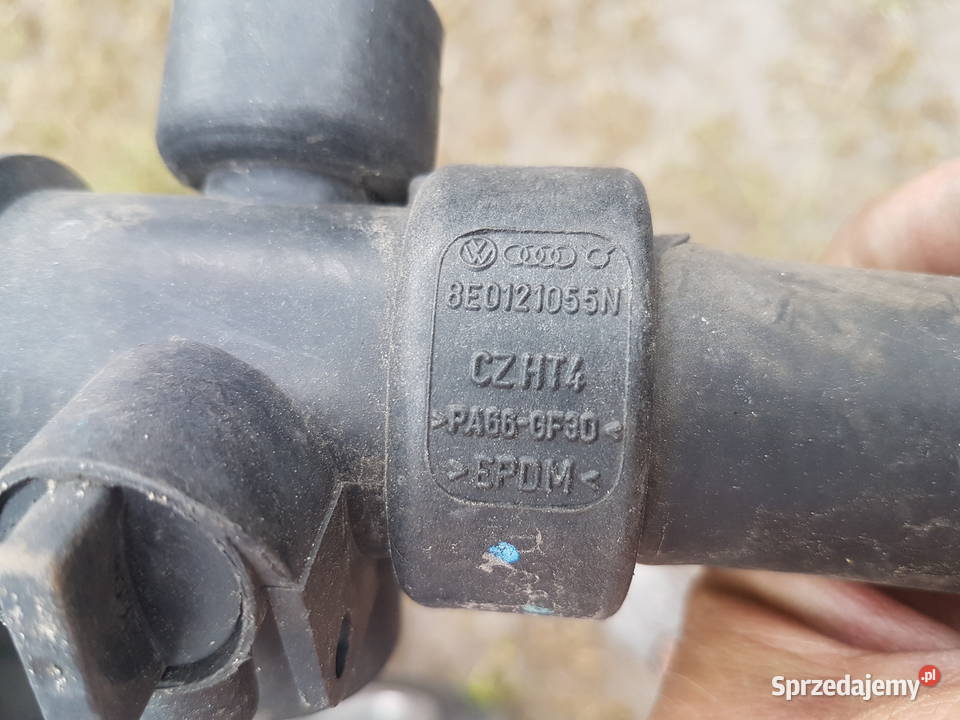 8E0121055N
CZ HT4
>PA66-GF30<
>EPDM<
Sprzedajemy.pl